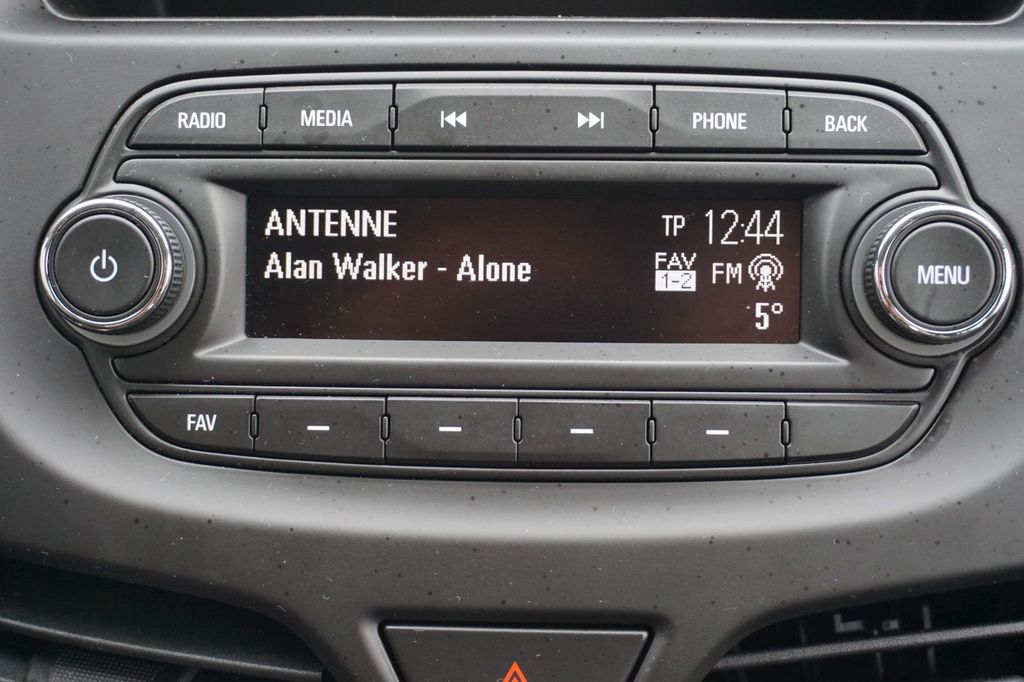 RADIO MEDIA PHONE BACK
ANTENNE TP 12:44
Alan Walker - Alone FAV 1-2 FM
5°
MENU
FAV